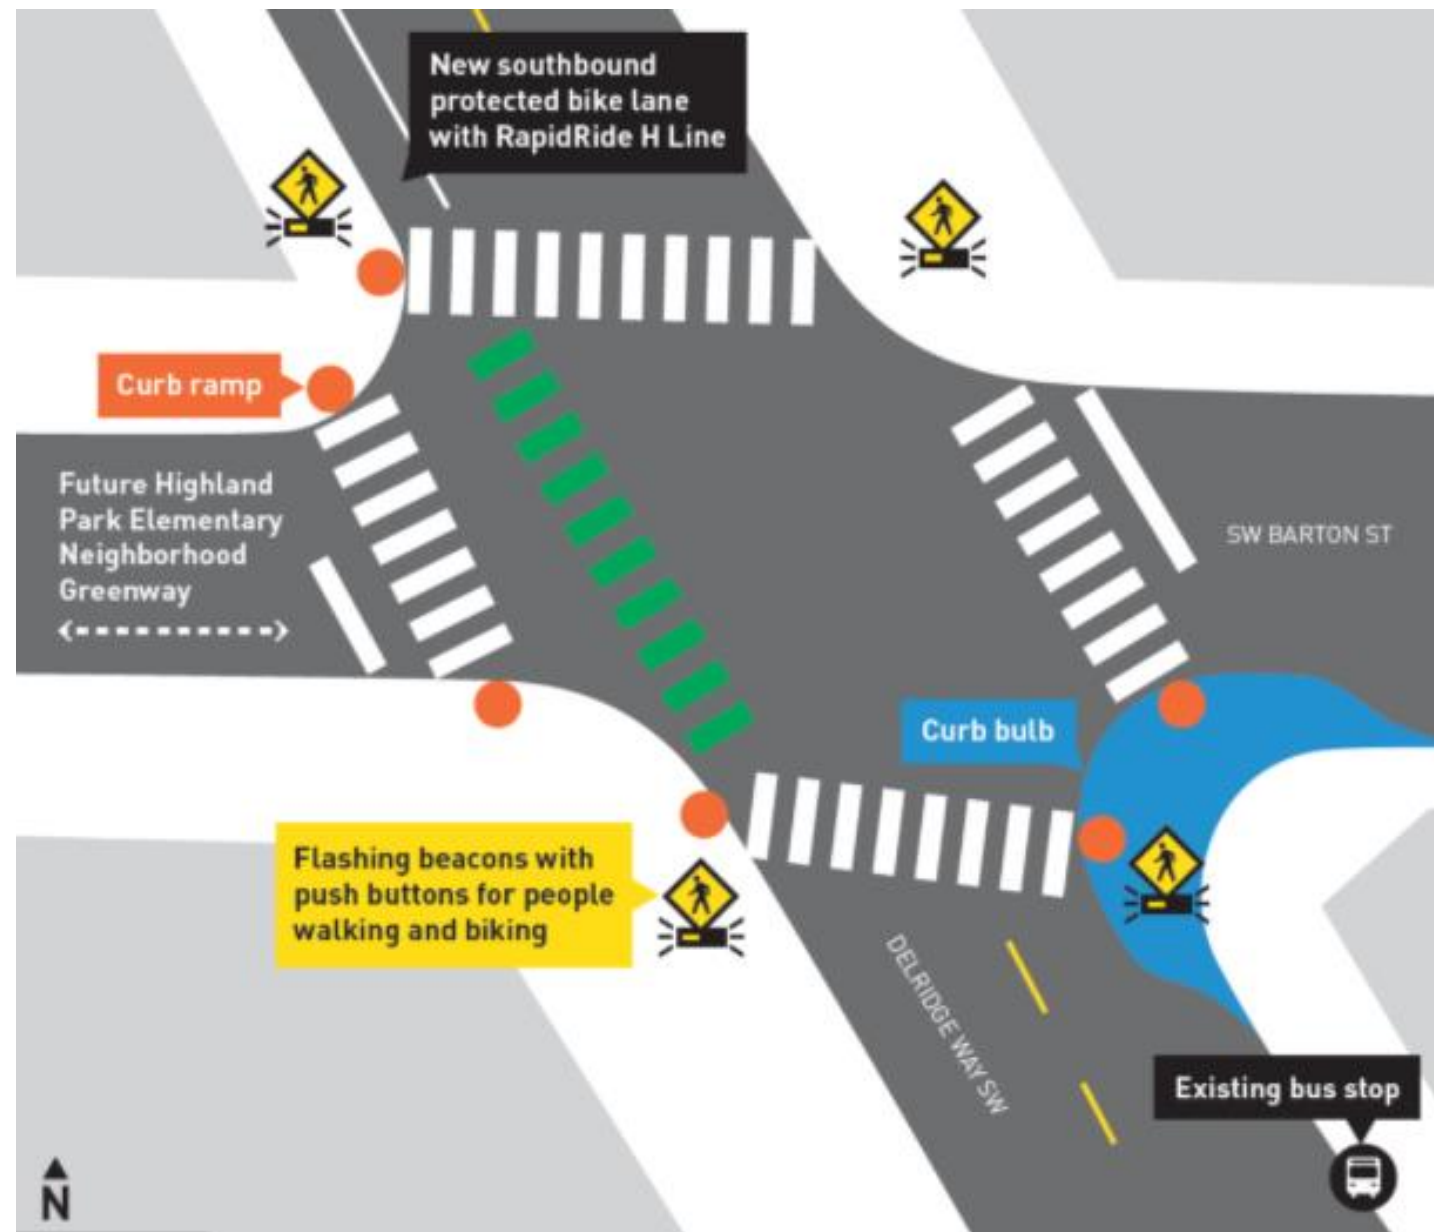 New southbound
protected bike lane
with RapidRide H Line
Curb ramp
Future Highland
Park Elementary
Neighborhood
Greenway
SW BARTON ST
Curb bulb
Flashing beacons with
push buttons for people
walking and biking
DELRIDGE WAY SW
Existing bus stop
N